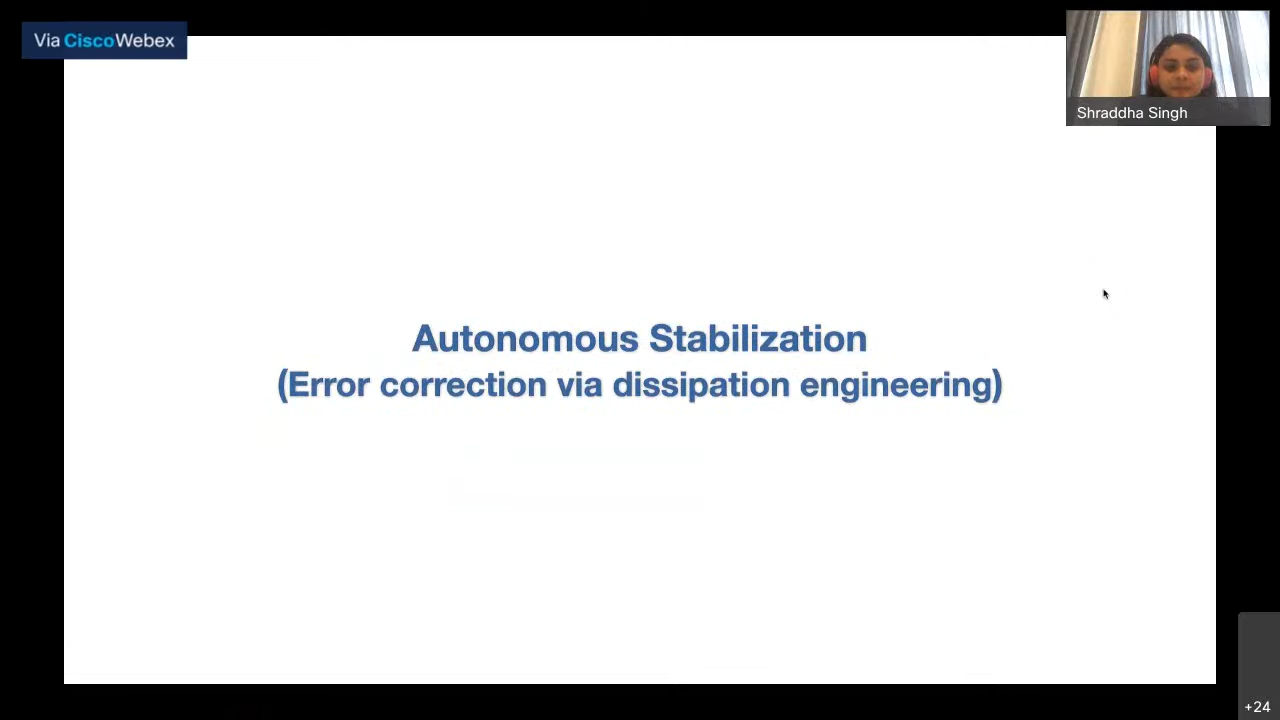 Via CiscoWebex
Shraddha Singh
Autonomous Stabilization
(Error correction via dissipation engineering)
+24